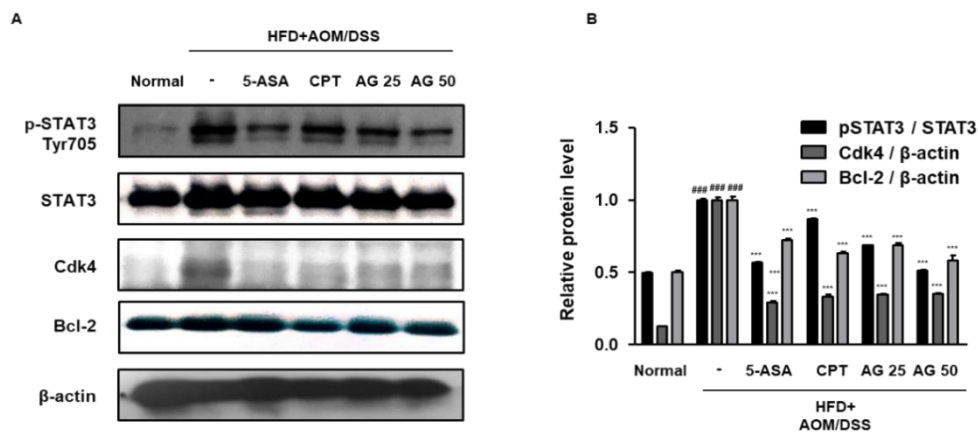 A
HFD+AOM/DSS
Normal - 5-ASA CPT AG 25 AG 50
p-STAT3
Tyr705
STAT3
Cdk4
Bcl-2
β-actin
B
Relative protein level
1.5
1.0
0.5
0.0
pSTAT3 / STAT3
Cdk4 / β-actin
Bcl-2 / β-actin
### ### ###
*** *** ***
*** *** ***
*** *** ***
*** *** ***
Normal - 5-ASA CPT AG 25 AG 50
HFD+
AOM/DSS